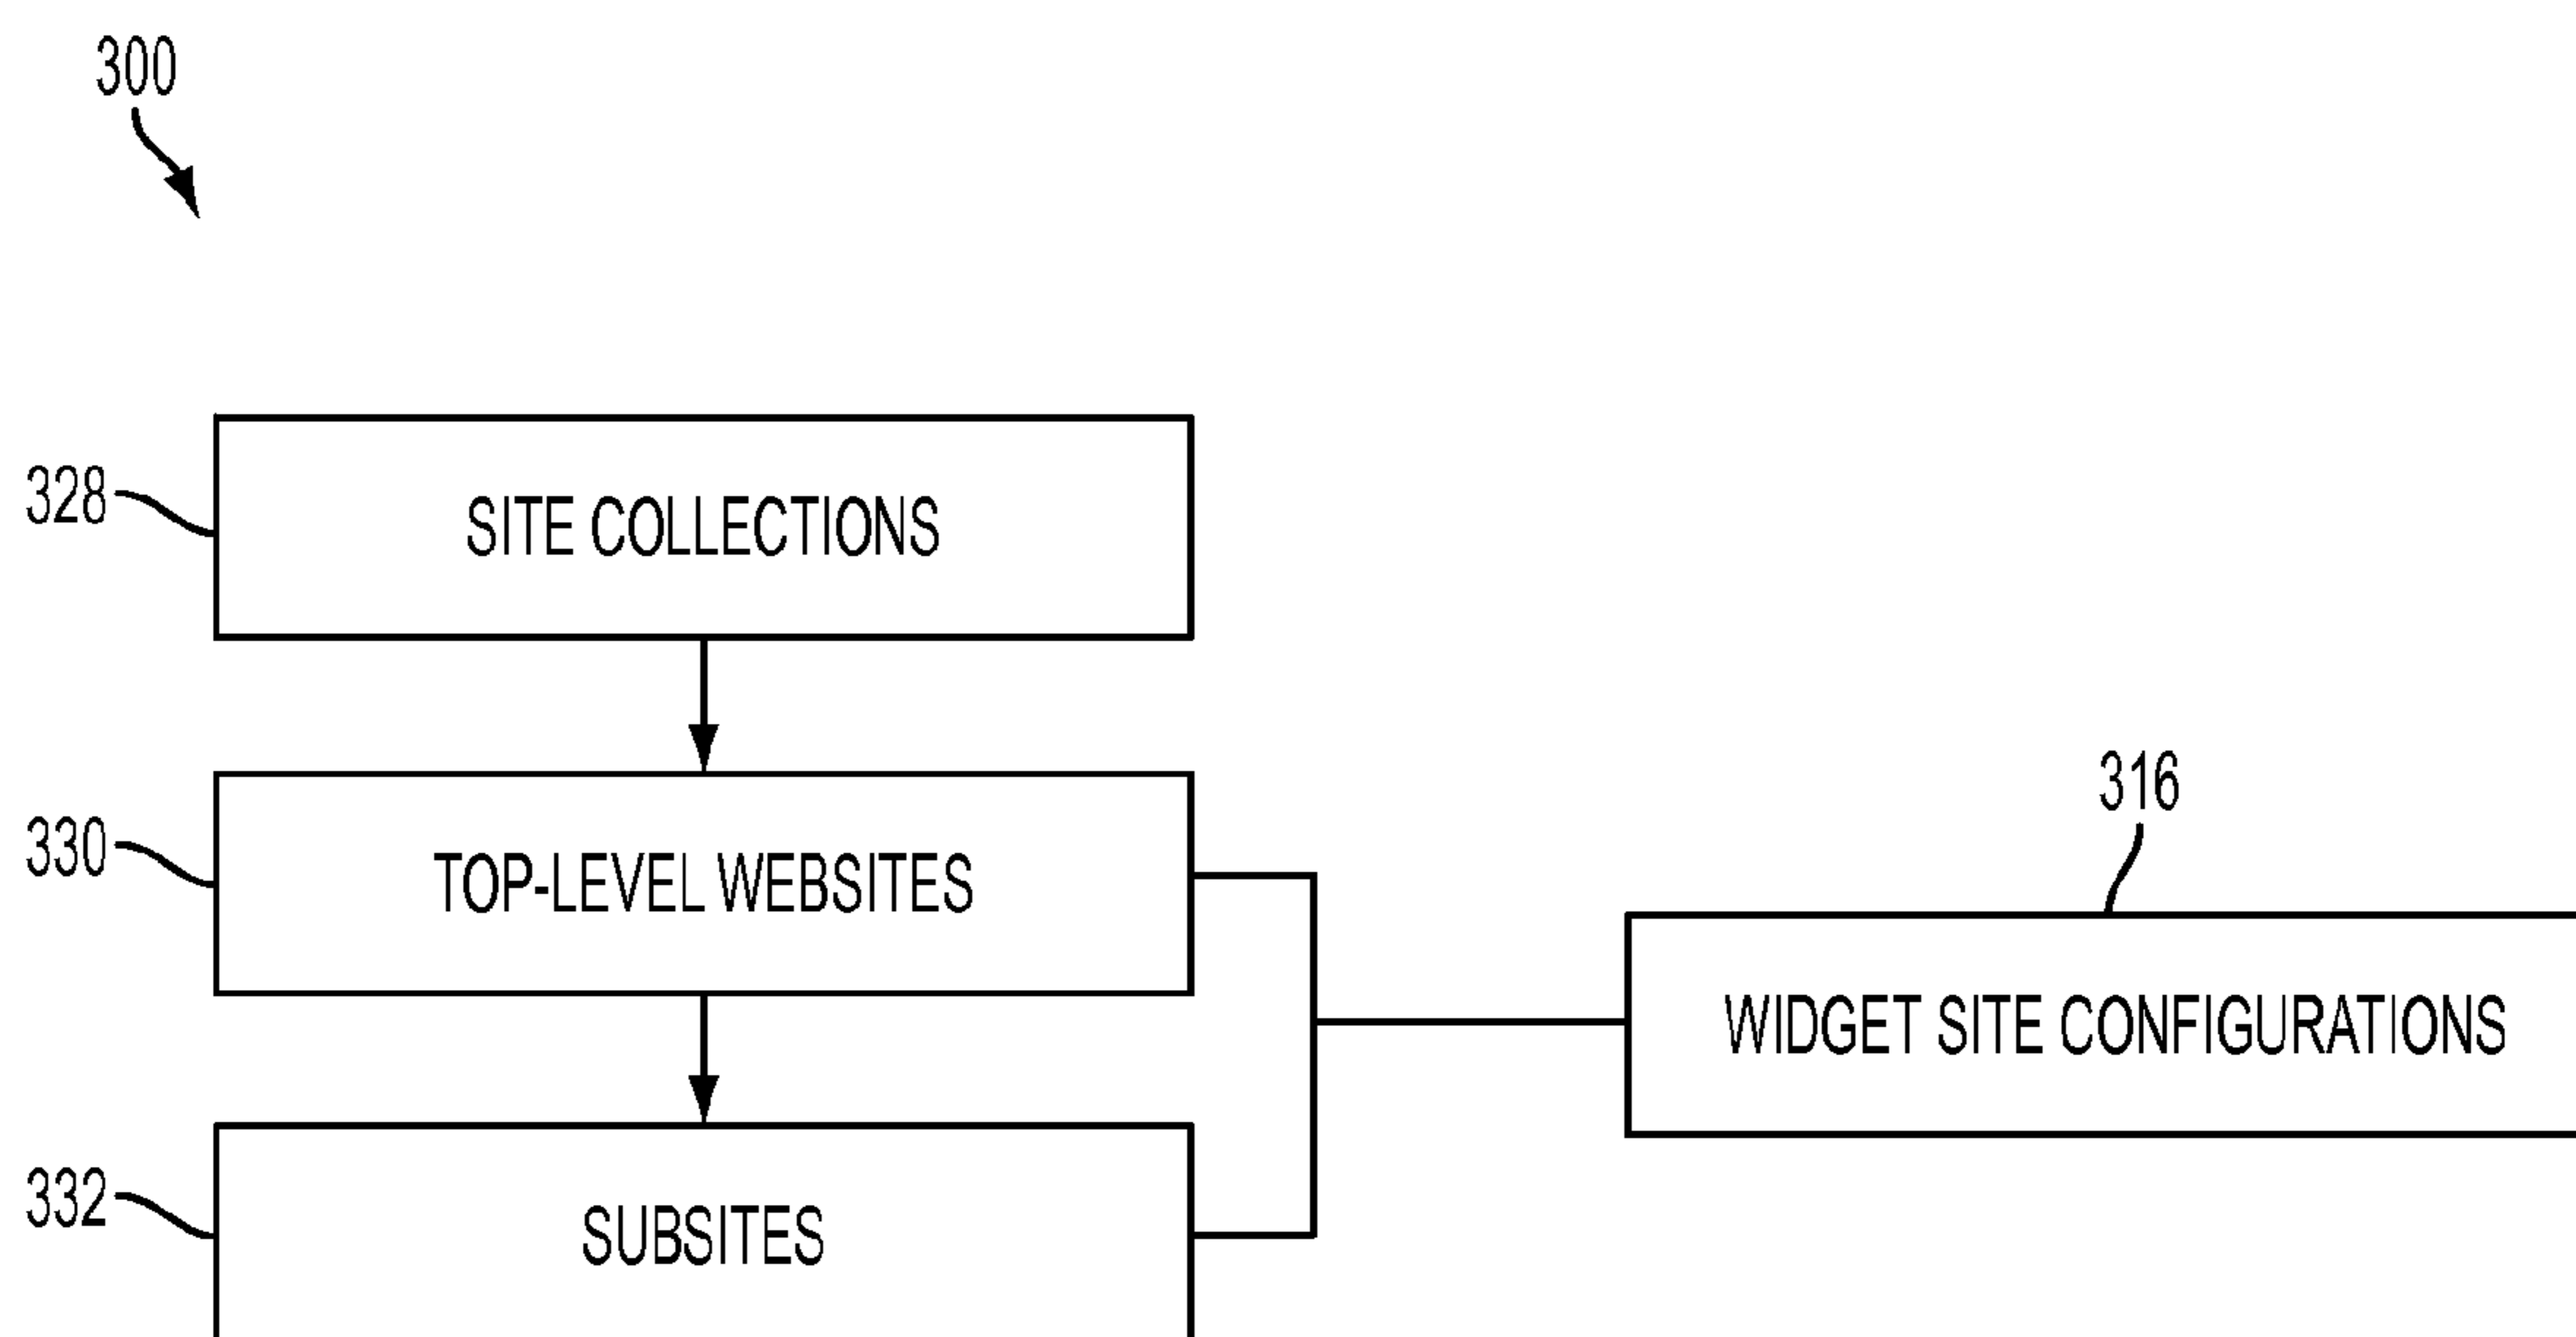 300
328
SITE COLLECTIONS
330
TOP-LEVEL WEBSITES
316
WIDGET SITE CONFIGURATIONS
332
SUBSITES